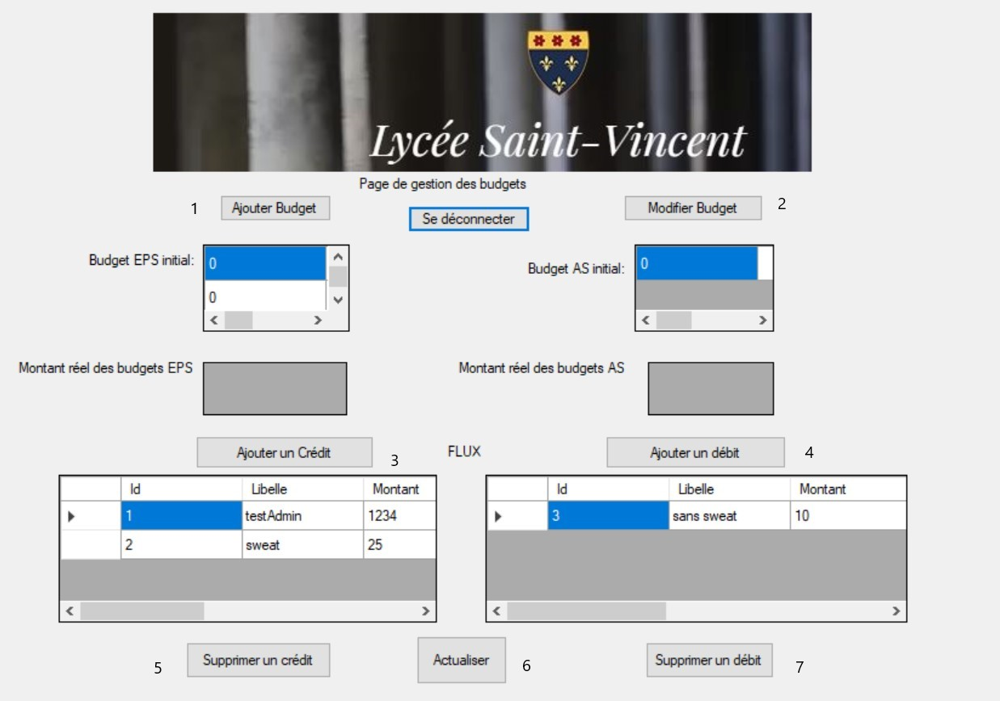 Lycée Saint-Vincent
Page de gestion des budgets
1 Ajouter Budget
Se déconnecter
Modifier Budget 2
Budget EPS initial:
0
0
Budget AS initial:
0
Montant réel des budgets EPS
Montant réel des budgets AS
Ajouter un Crédit 3
FLUX
Ajouter un débit 4
Id Libelle Montant
1 testAdmin 1234
2 sweat 25
Id Libelle Montant
3 sans sweat 10
5 Supprimer un crédit
Actualiser 6
Supprimer un débit 7